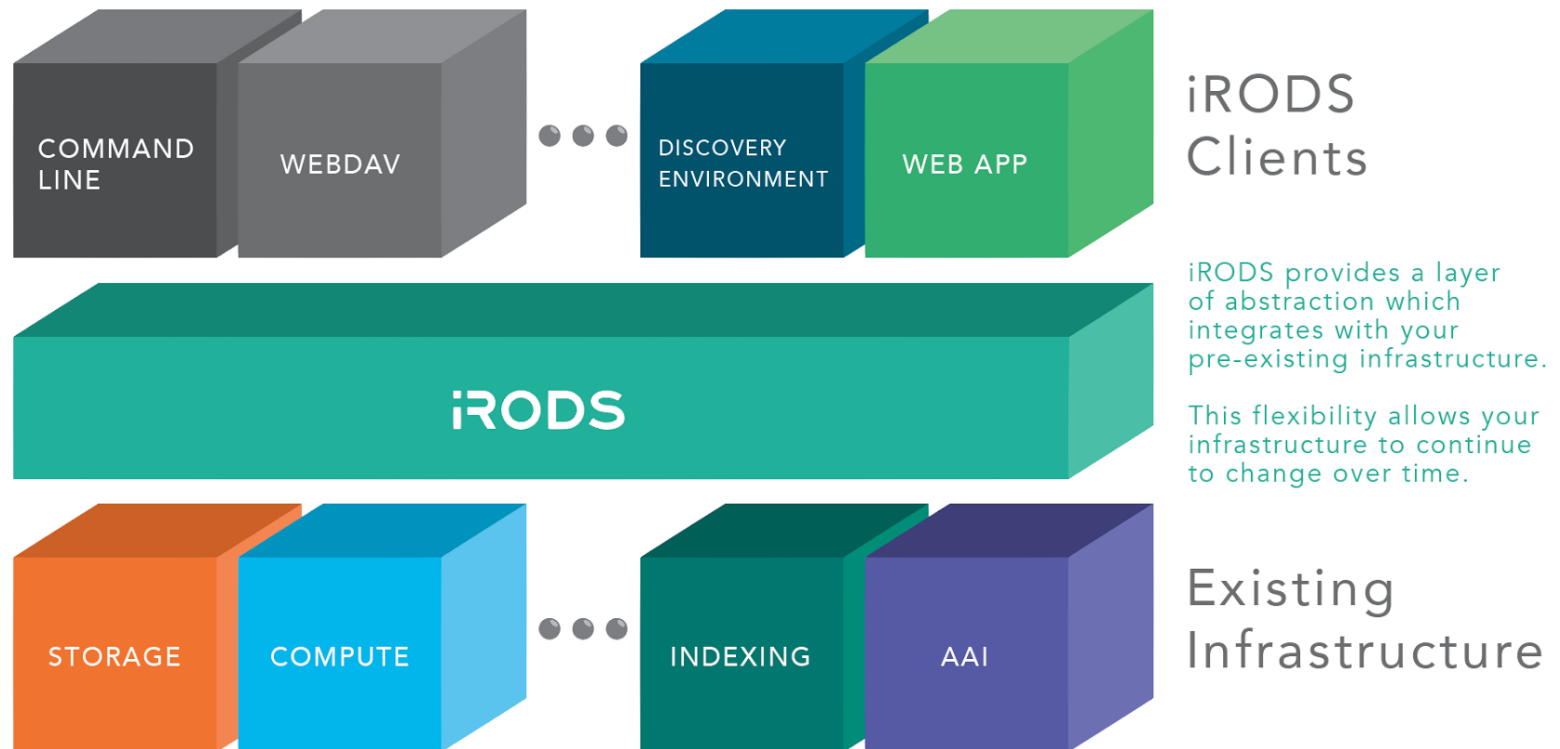 COMMAND
LINE
WEBDAV
DISCOVERY
ENVIRONMENT
WEB APP
iRODS
Clients
iRODS provides a layer
of abstraction which
integrates with your
pre-existing infrastructure.
This flexibility allows your
infrastructure to continue
to change over time.
iRODS
STORAGE
COMPUTE
INDEXING
AAI
Existing
Infrastructure